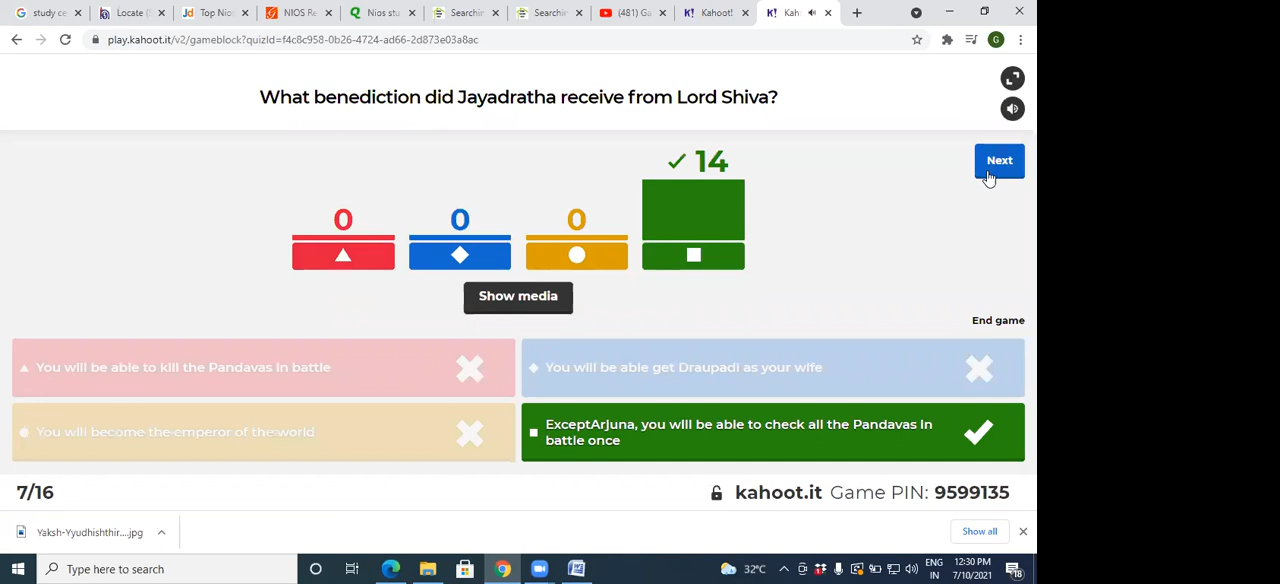 study ce
Locate (
Top Nios
NIOS Re
Nios stu
Searchin
Searchin
(481) Ga
Kahoot!
Kah
play.kahoot.it/v2/gameblock?quizId=f4c8c958-0b26-4724-ad66-2d873e03a8ac
What benediction did Jayadratha receive from Lord Shiva?
Next
14
0
0
0
Show media
End game
You will be able to kill the Pandavas in battle
You will be able get Draupadi as your wife
You will become the emperor of the world
ExceptArjuna, you will be able to check all the Pandavas in
battle once
7/16
kahoot.it Game PIN: 9599135
Yaksh-Yyudhishthir....jpg
Show all
Type here to search
32°C
ENG
IN
12:30 PM
7/10/2021
18